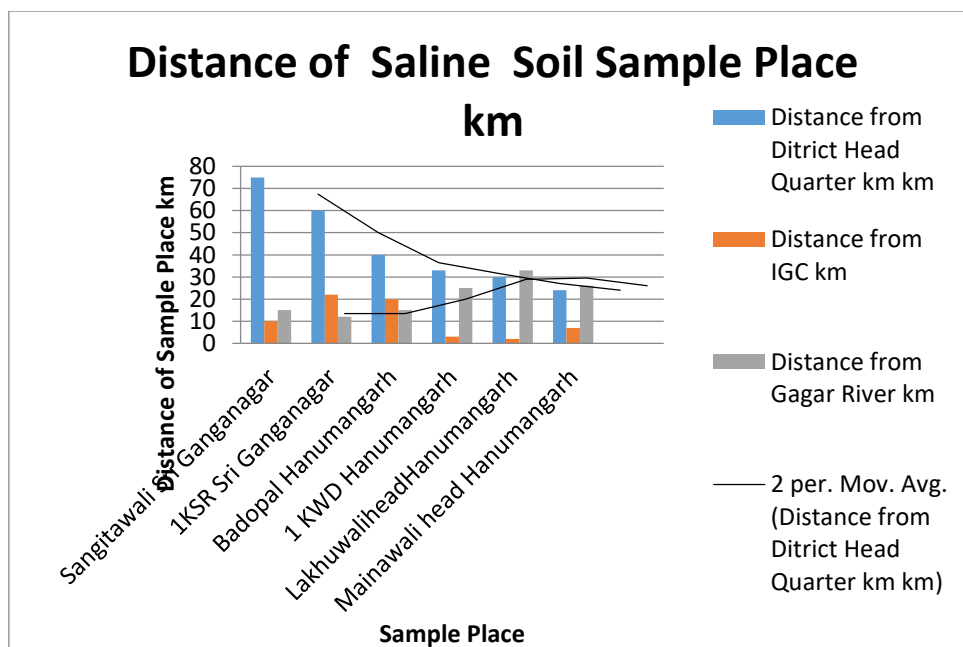 Distance of  Saline  Soil Sample Place
km
Distance of Sample Place km
80
70
60
50
40
30
20
10
0
Sangitawali Sri Ganganagar
1KSR Sri Ganganagar
Badopal Hanumangarh
1 KWD Hanumangarh
LakhuwaliheadHanumangarh
Mainawali head Hanumangarh
Sample Place
Distance from
Ditrict Head
Quarter km km
Distance from
IGC km
Distance from
Gagar River km
2 per. Mov. Avg.
(Distance from
Ditrict Head
Quarter km km)